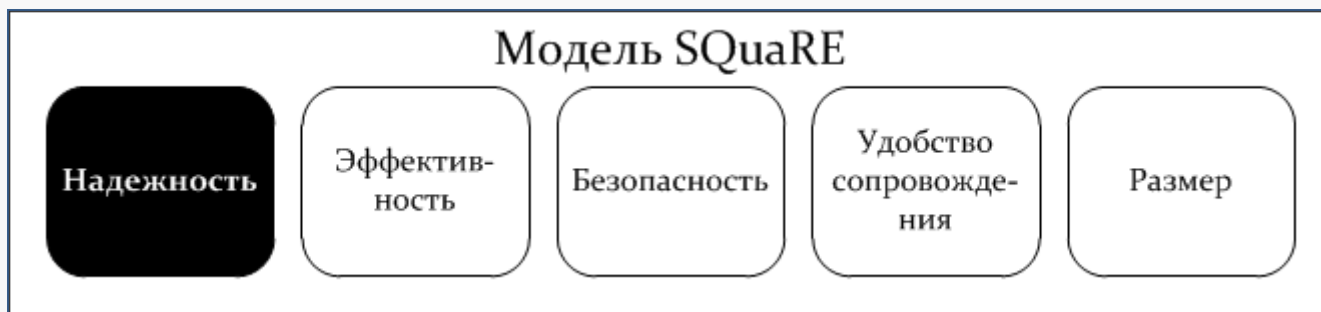 Модель SQuaRE
Надежность
Эффектив-
ность
Безопасность
Удобство
сопровожде-
ния
Размер